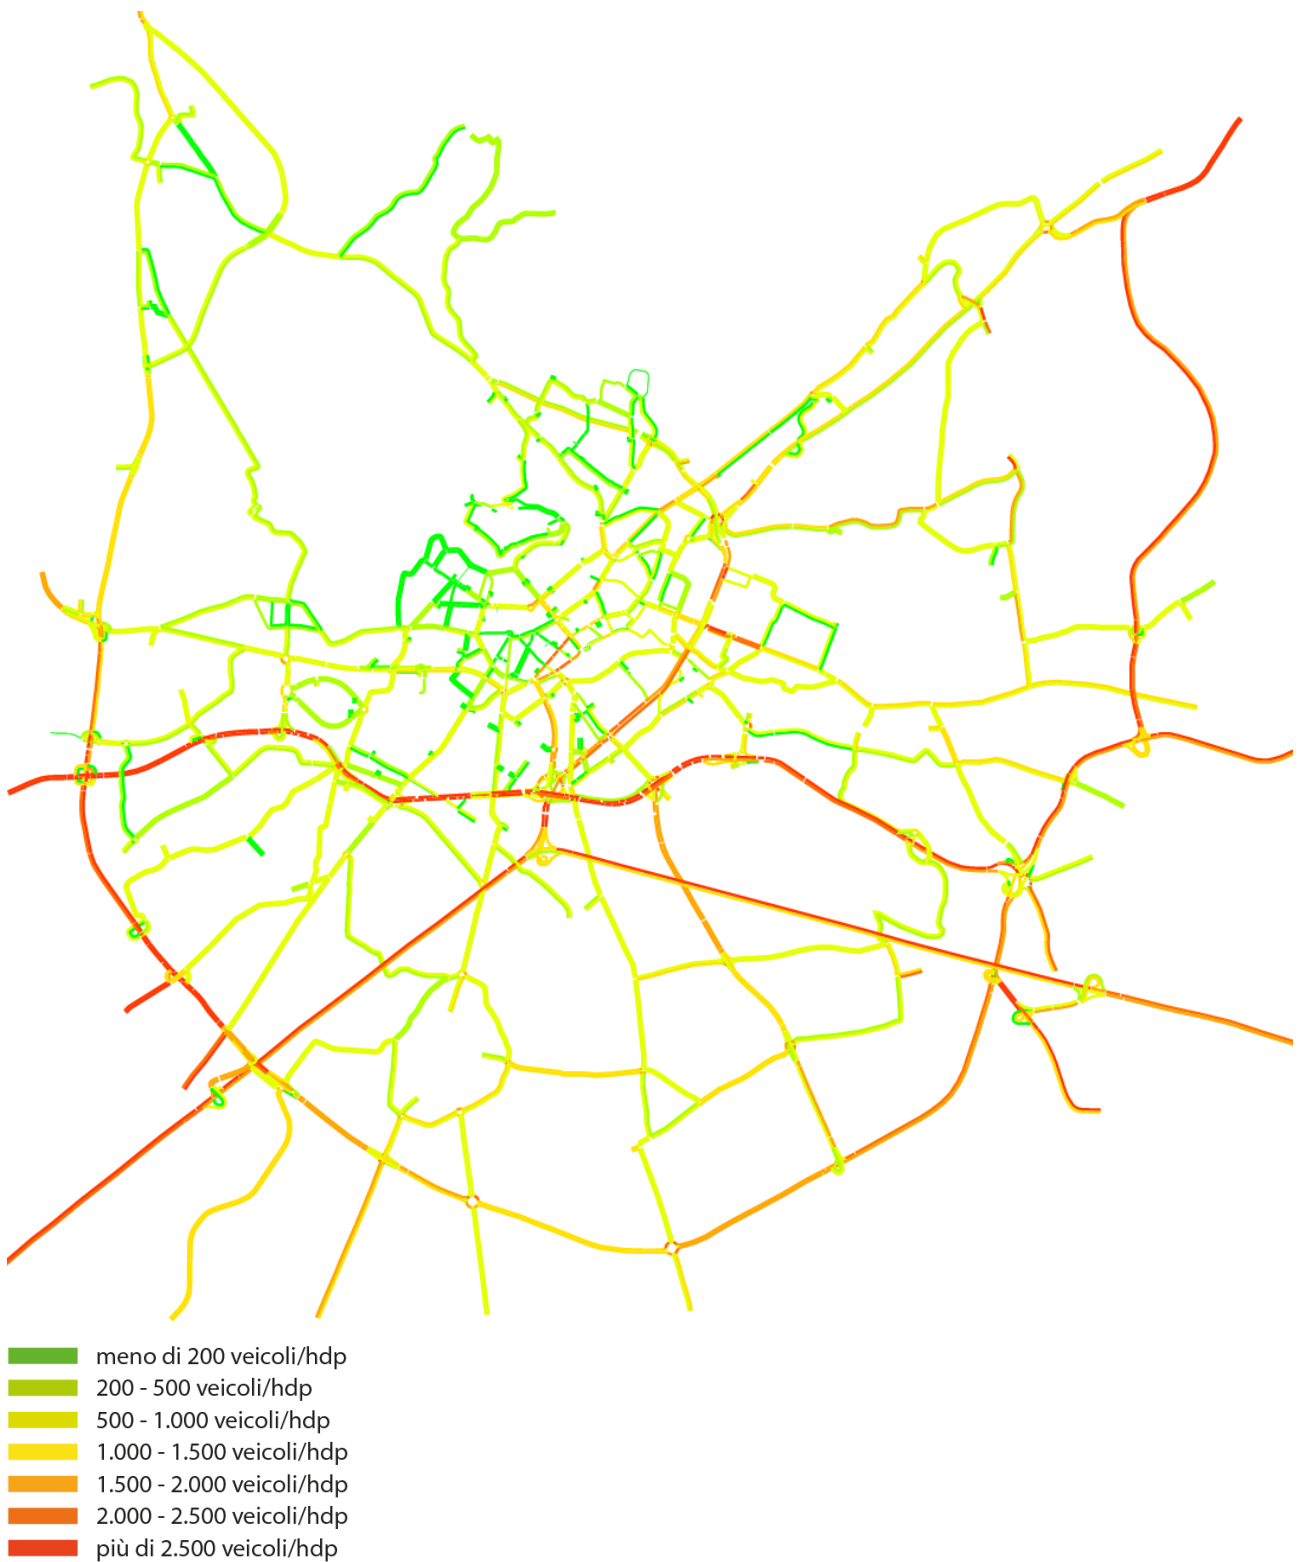 meno di 200 veicoli/hdp
200 - 500 veicoli/hdp
500 - 1.000 veicoli/hdp
1.000 - 1.500 veicoli/hdp
1.500 - 2.000 veicoli/hdp
2.000 - 2.500 veicoli/hdp
più di 2.500 veicoli/hdp